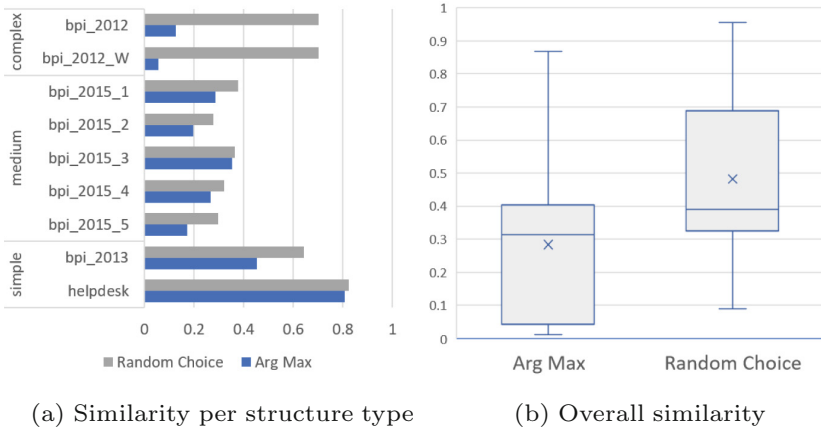 complex
bpi_2012
bpi_2012_W
medium
bpi_2015_1
bpi_2015_2
bpi_2015_3
bpi_2015_4
bpi_2015_5
simple
bpi_2013
helpdesk
0 0.2 0.4 0.6 0.8 1
Random Choice Arg Max
(a) Similarity per structure type
1
0.9
0.8
0.7
0.6
0.5
0.4
0.3
0.2
0.1
0
Arg Max Random Choice
(b) Overall similarity